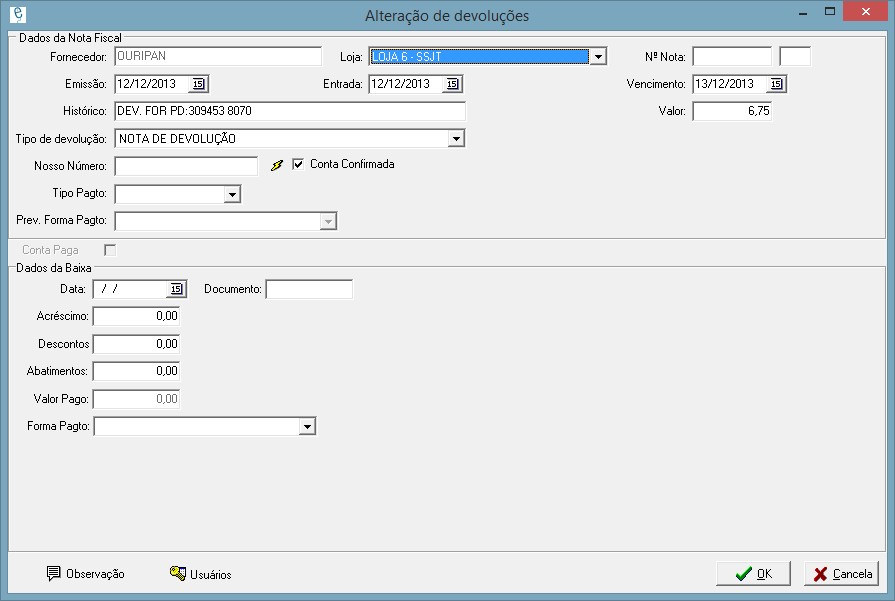 Alteração de devoluções
Dados da Nota Fiscal
Fornecedor: OURIPAN Loja: LOJA 6 - SSJT Nº Nota:
Emissão: 12/12/2013 15 Entrada: 12/12/2013 15 Vencimento: 13/12/2013 15
Histórico: DEV. FOR PD:309453 8070 Valor: 6,75
Tipo de devolução: NOTA DE DEVOLUÇÃO
Nosso Número: Conta Confirmada
Tipo Pagto:
Prev. Forma Pagto:
Conta Paga
Dados da Baixa
Data: / / 15 Documento:
Acréscimo: 0,00
Descontos 0,00
Abatimentos: 0,00
Valor Pago: 0,00
Forma Pagto:
Observação Usuários OK Cancela